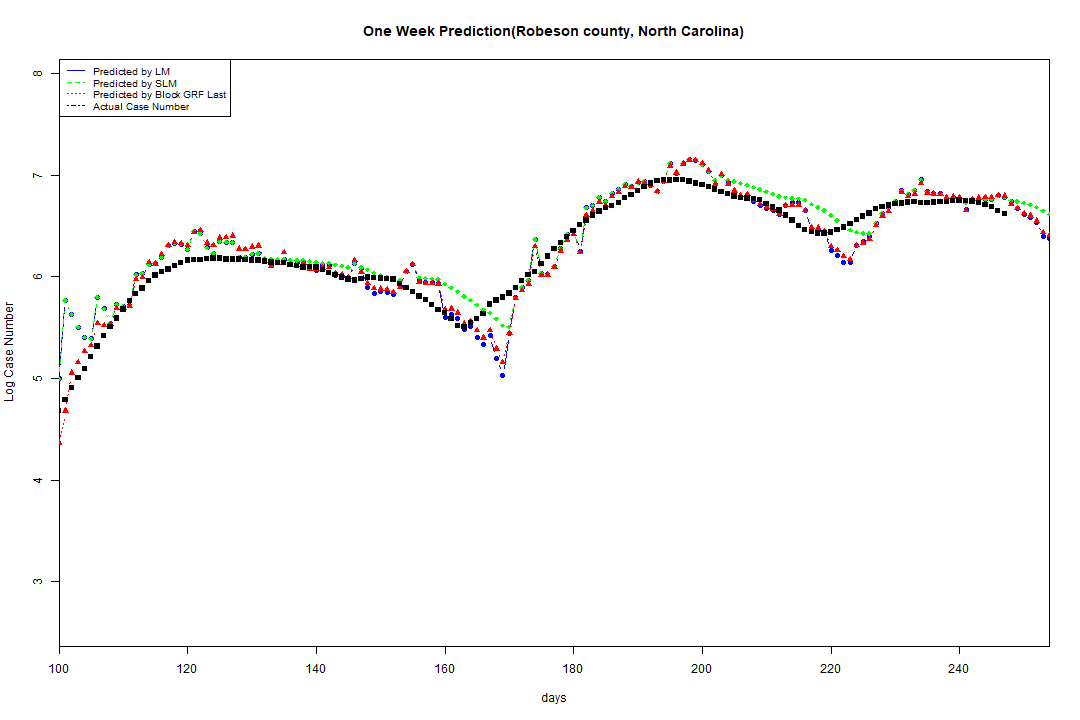 One Week Prediction(Robeson county, North Carolina)
Predicted by LM
Predicted by SLM
Predicted by Block GRF Last
Actual Case Number
8
7
6
5
4
3
Log Case Number
100 120 140 160 180 200 220 240
days